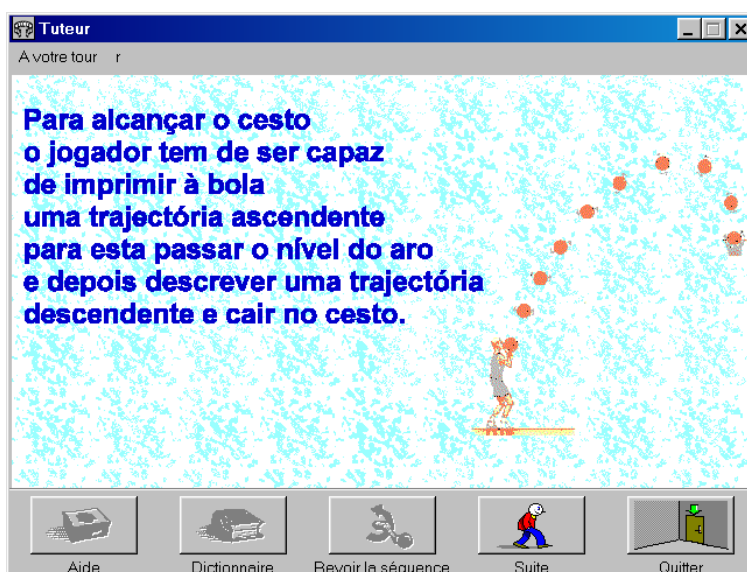 Tuteur
A votre tour r
Para alcançar o cesto
o jogador tem de ser capaz
de imprimir à bola
uma trajectória ascendente
para esta passar o nível do aro
e depois descrever uma trajectória
descendente e cair no cesto.
Aide Dictionnaire Revoir la séquence Suite Quitter